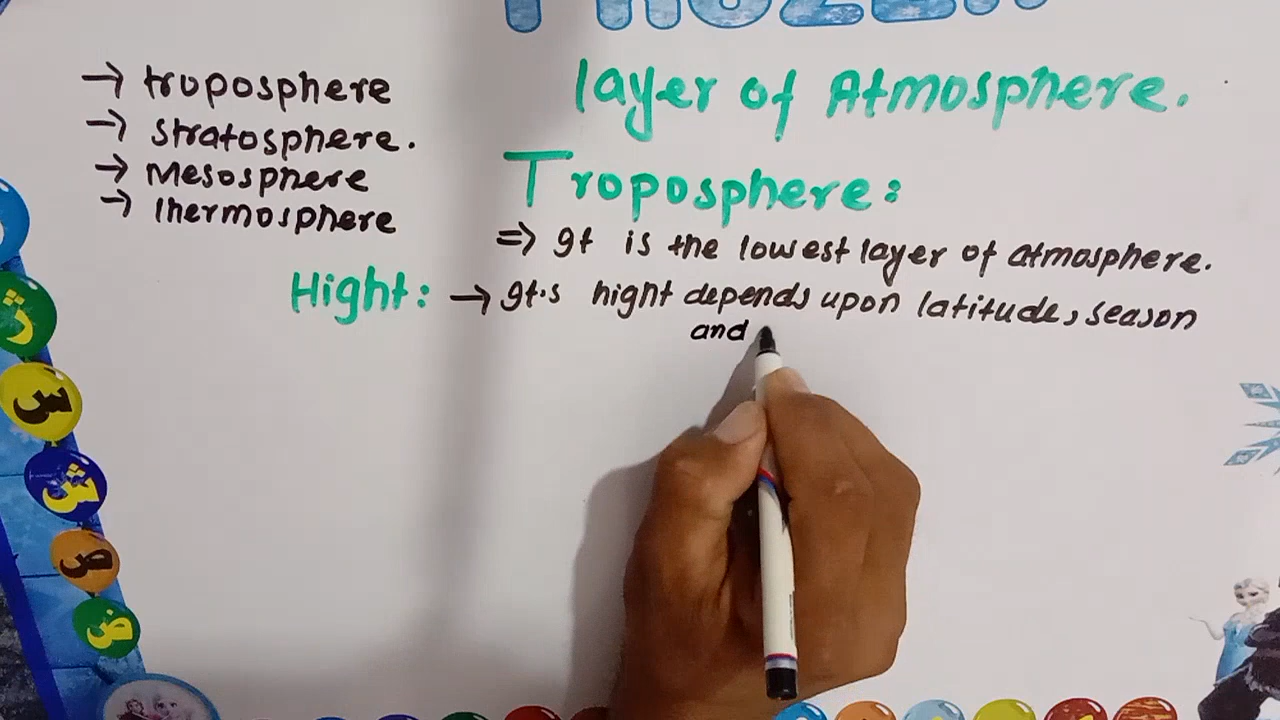 FROZEN
→ troposphere
→ stratosphere.
→ Mesosphere
→ Thermosphere
layer of Atmosphere.
Troposphere:
⇒ It is the lowest layer of atmosphere.
Hight: → It's hight depends upon latitude, season
and
ژ
س
ش
ص
ض